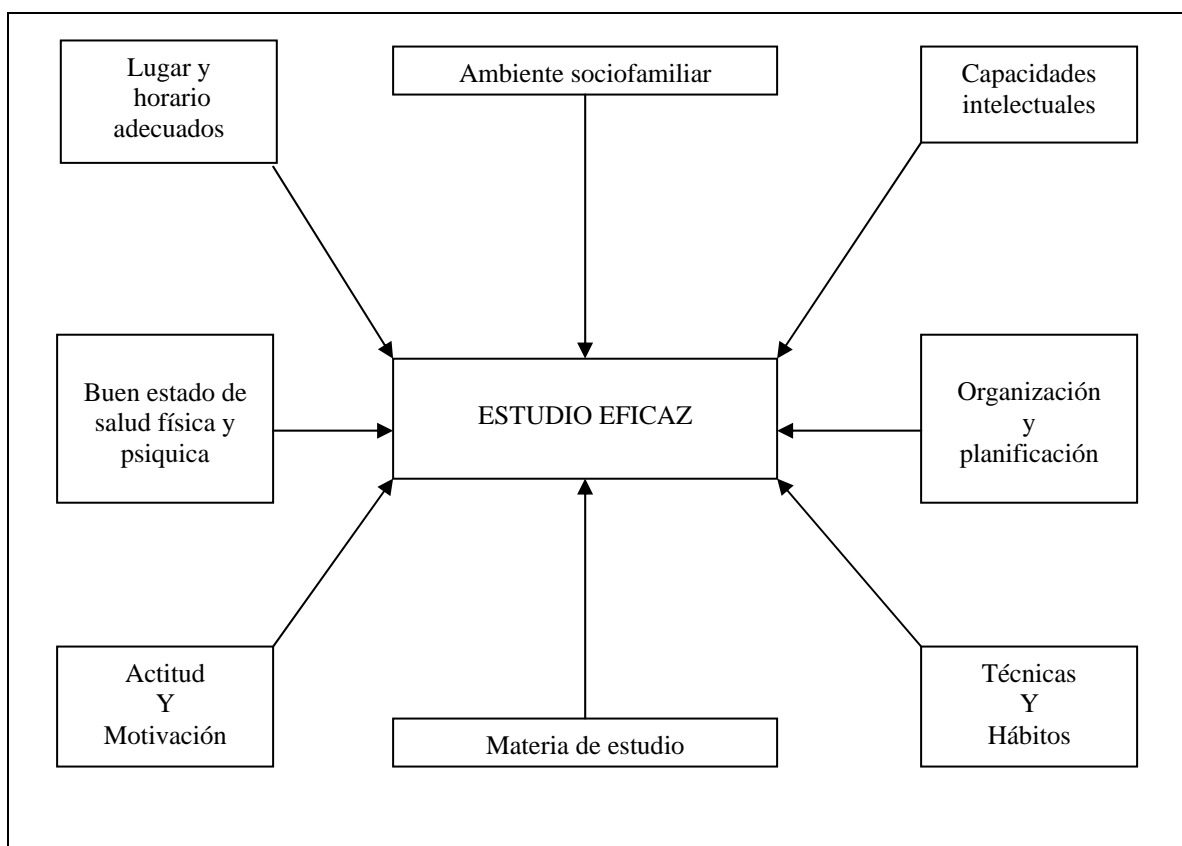 Lugar y
horario
adecuados
Ambiente sociofamiliar
Capacidades
intelectuales
Buen estado de
salud física y
psiquica
ESTUDIO EFICAZ
Organización
y
planificación
Actitud
Y
Motivación
Materia de estudio
Técnicas
Y
Hábitos